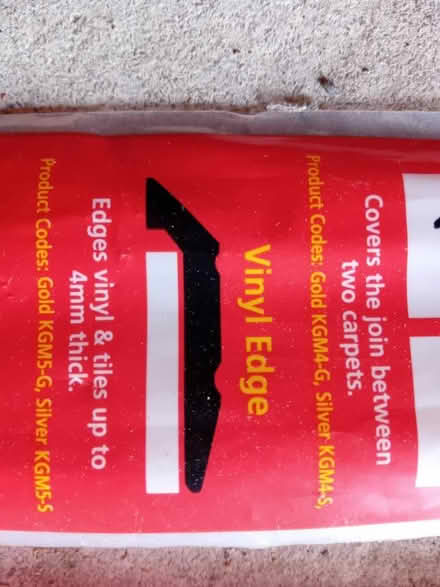 Covers the join between
two carpets.
Product Codes: Gold KGM4-G, Silver KGM4-S,
Vinyl Edge
Edges vinyl & tiles up to
4mm thick.
Product Codes: Gold KGM5-G, Silver KGM5-S